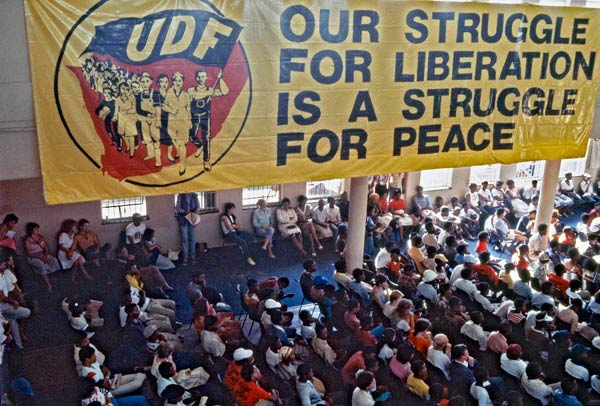 UDF
OUR STRUGGLE
FOR LIBERATION
IS A STRUGGLE
FOR PEACE